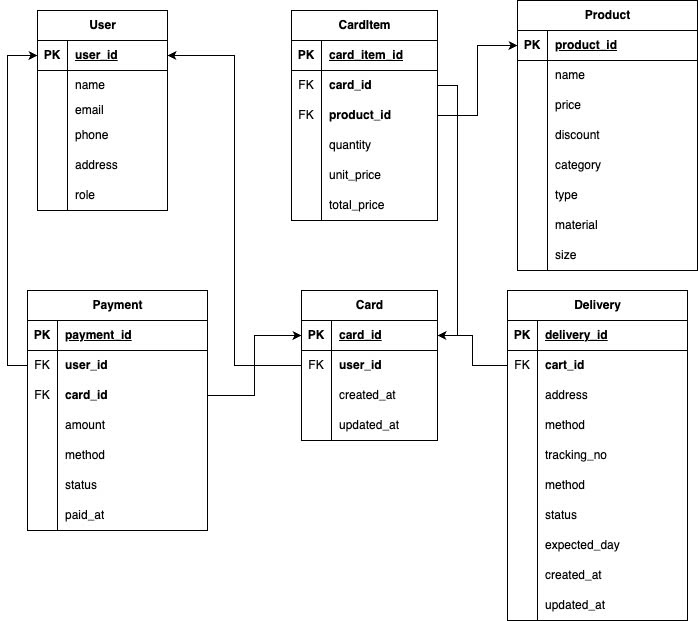 User
PK user_id
name
email
phone
address
role
CardItem
PK card_item_id
FK card_id
FK product_id
quantity
unit_price
total_price
Product
PK product_id
name
price
discount
category
type
material
size
Payment
PK payment_id
FK user_id
FK card_id
amount
method
status
paid_at
Card
PK card_id
FK user_id
created_at
updated_at
Delivery
PK delivery_id
FK cart_id
address
method
tracking_no
method
status
expected_day
created_at
updated_at